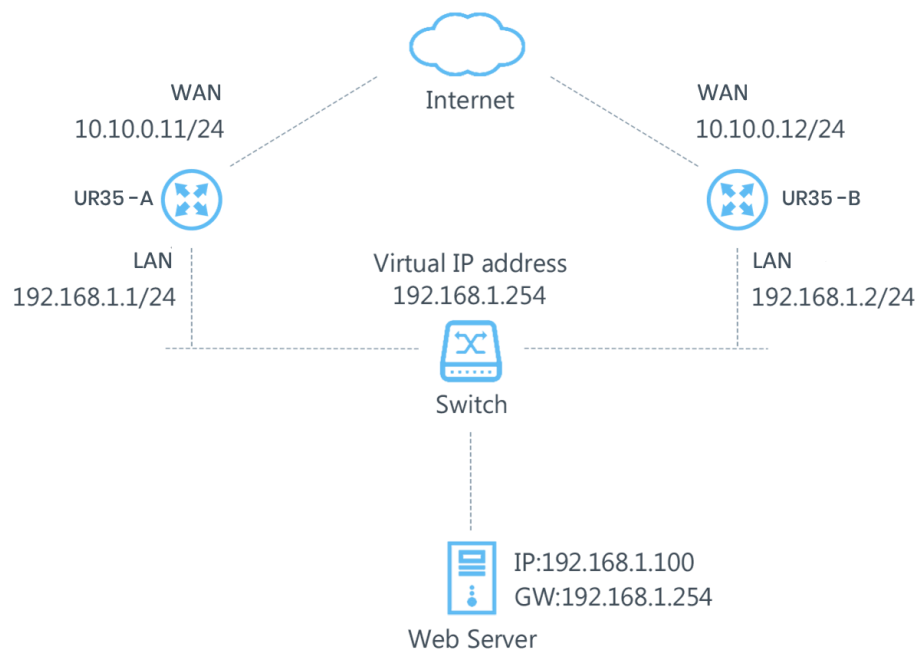 Internet
WAN
10.10.0.11/24
WAN
10.10.0.12/24
UR35-A
UR35-B
LAN
192.168.1.1/24
Virtual IP address
192.168.1.254
LAN
192.168.1.2/24
Switch
IP:192.168.1.100
GW:192.168.1.254
Web Server